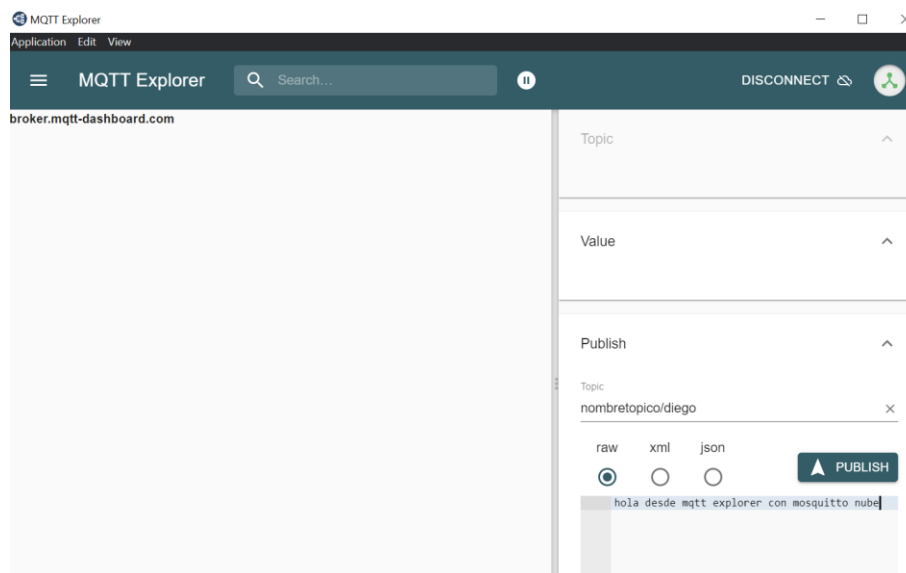 MQTT Explorer
Application Edit View
MQTT Explorer
Search...
DISCONNECT
broker.mqtt-dashboard.com
Topic
Value
Publish
Topic
nombretopico/diego
raw xml json
PUBLISH
hola desde mqtt explorer con mosquitto nube